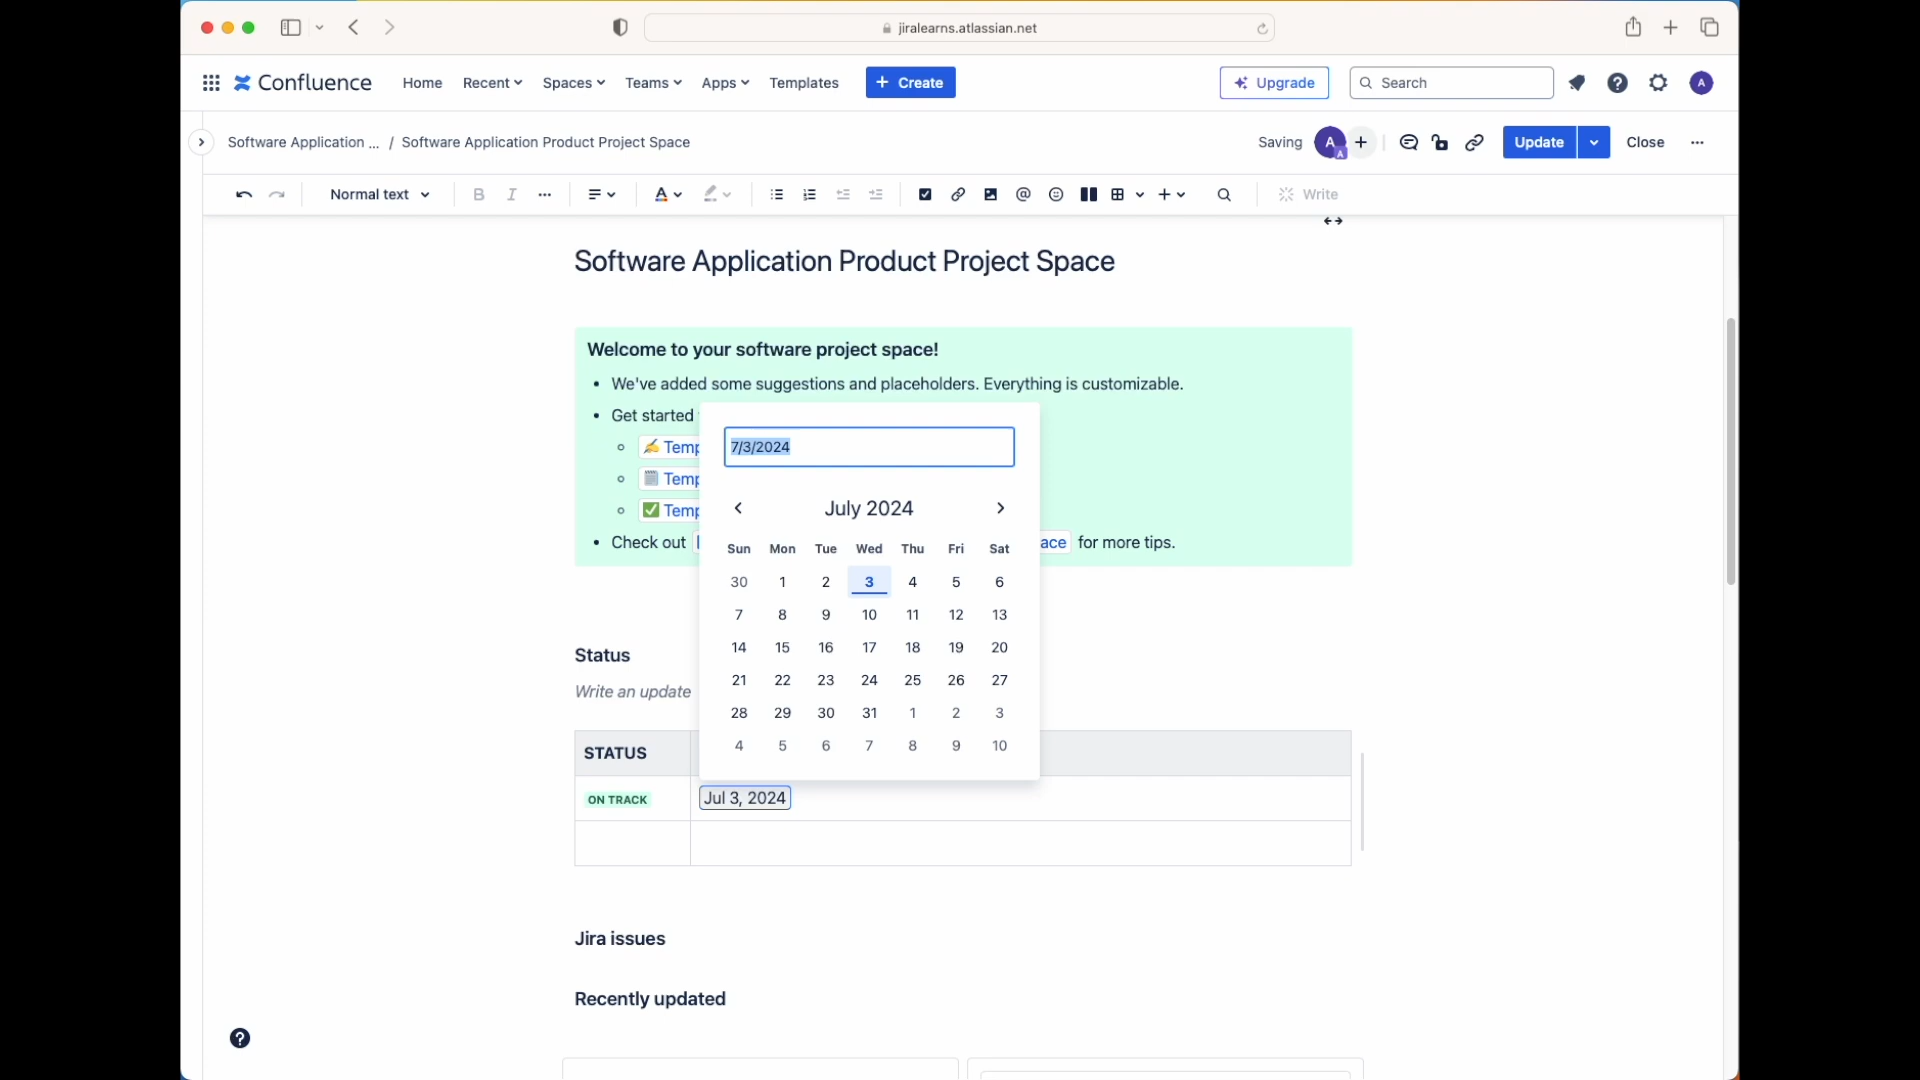 jiralearns.atlassian.net
Confluence Home Recent Spaces Teams Apps Templates + Create Upgrade Search ? A
Software Application ... / Software Application Product Project Space Saving A A + Update Close ...
Normal text B I ... A @ + Write
Software Application Product Project Space
Welcome to your software project space!
• We've added some suggestions and placeholders. Everything is customizable.
• Get started
7/3/2024
✍ Temp
🗒 Temp
✅ Temp
• Check out ace for more tips.
July 2024
Sun Mon Tue Wed Thu Fri Sat
30 1 2 3 4 5 6
7 8 9 10 11 12 13
14 15 16 17 18 19 20
21 22 23 24 25 26 27
28 29 30 31 1 2 3
4 5 6 7 8 9 10
Status
Write an update
STATUS
ON TRACK Jul 3, 2024
Jira issues
Recently updated
?